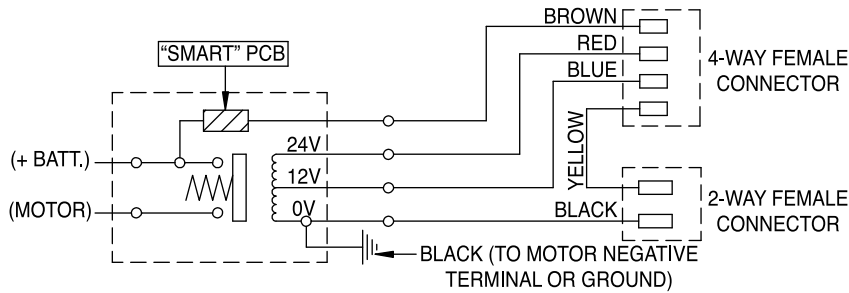 BROWN
"SMART" PCB
RED
BLUE
4-WAY FEMALE
CONNECTOR
YELLOW
(+ BATT.)
24V
12V
(MOTOR)
0V
BLACK
2-WAY FEMALE
CONNECTOR
BLACK (TO MOTOR NEGATIVE
TERMINAL OR GROUND)